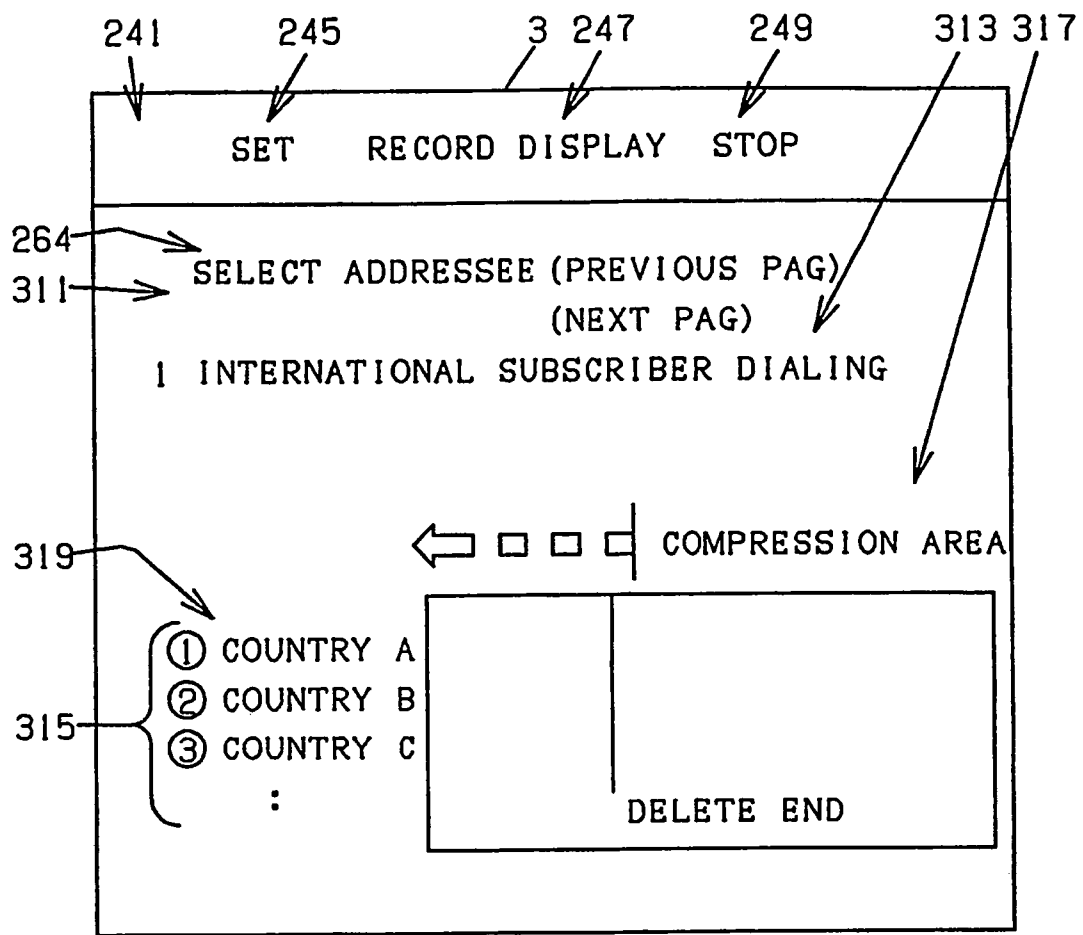 241 245 3 247 249 313 317
SET RECORD DISPLAY STOP
264
SELECT ADDRESSEE (PREVIOUS PAG)
311
(NEXT PAG)
1 INTERNATIONAL SUBSCRIBER DIALING
COMPRESSION AREA
319
① COUNTRY A
② COUNTRY B
315
③ COUNTRY C
:
DELETE END